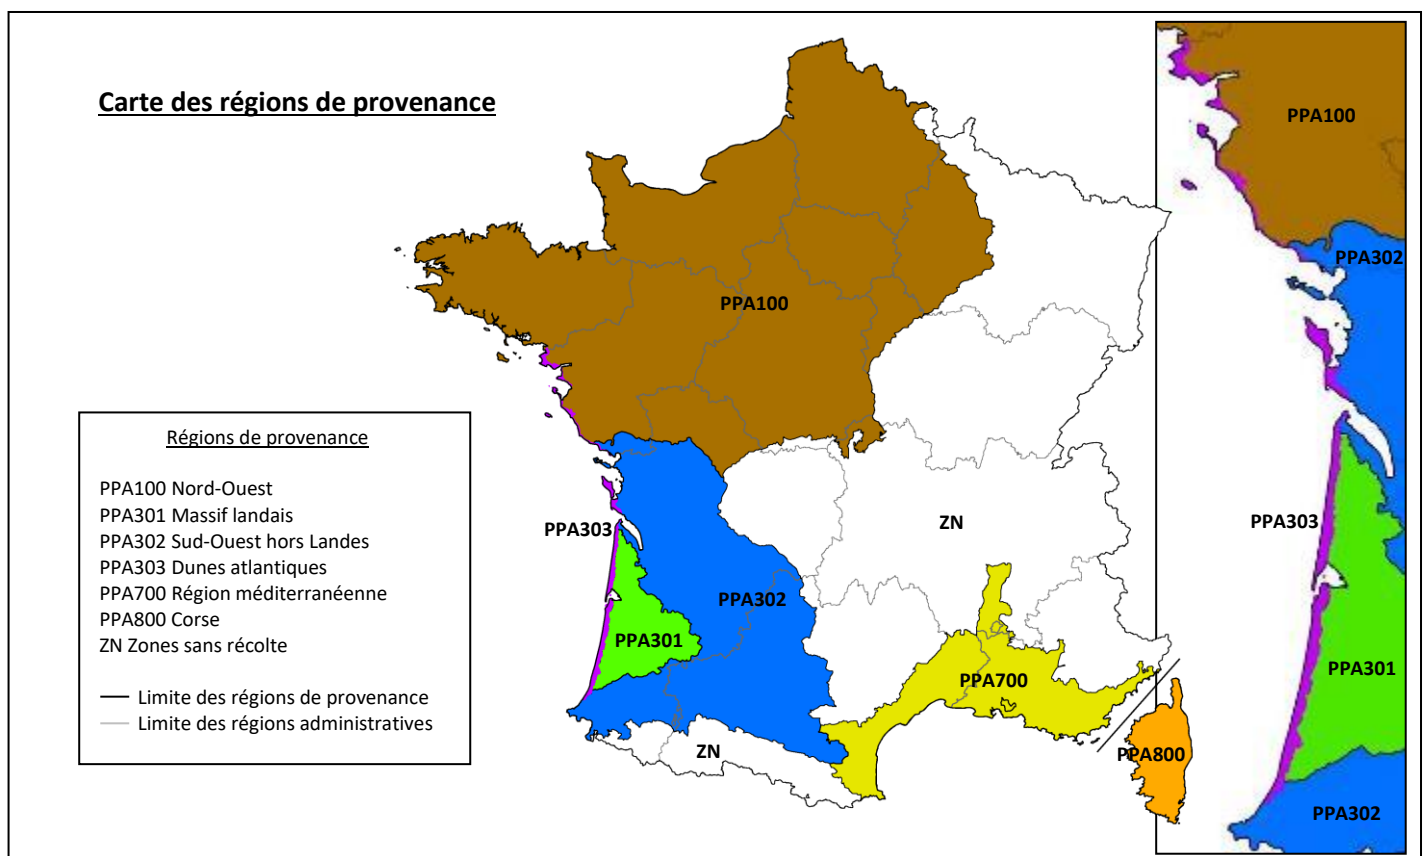 Carte des régions de provenance
PPA100
PPA302
PPA100
PPA303
PPA303
ZN
PPA302
PPA301
PPA301
PPA700
PPA800
ZN
PPA302
Régions de provenance
PPA100 Nord-Ouest
PPA301 Massif landais
PPA302 Sud-Ouest hors Landes
PPA303 Dunes atlantiques
PPA700 Région méditerranéenne
PPA800 Corse
ZN Zones sans récolte
Limite des régions de provenance
Limite des régions administratives